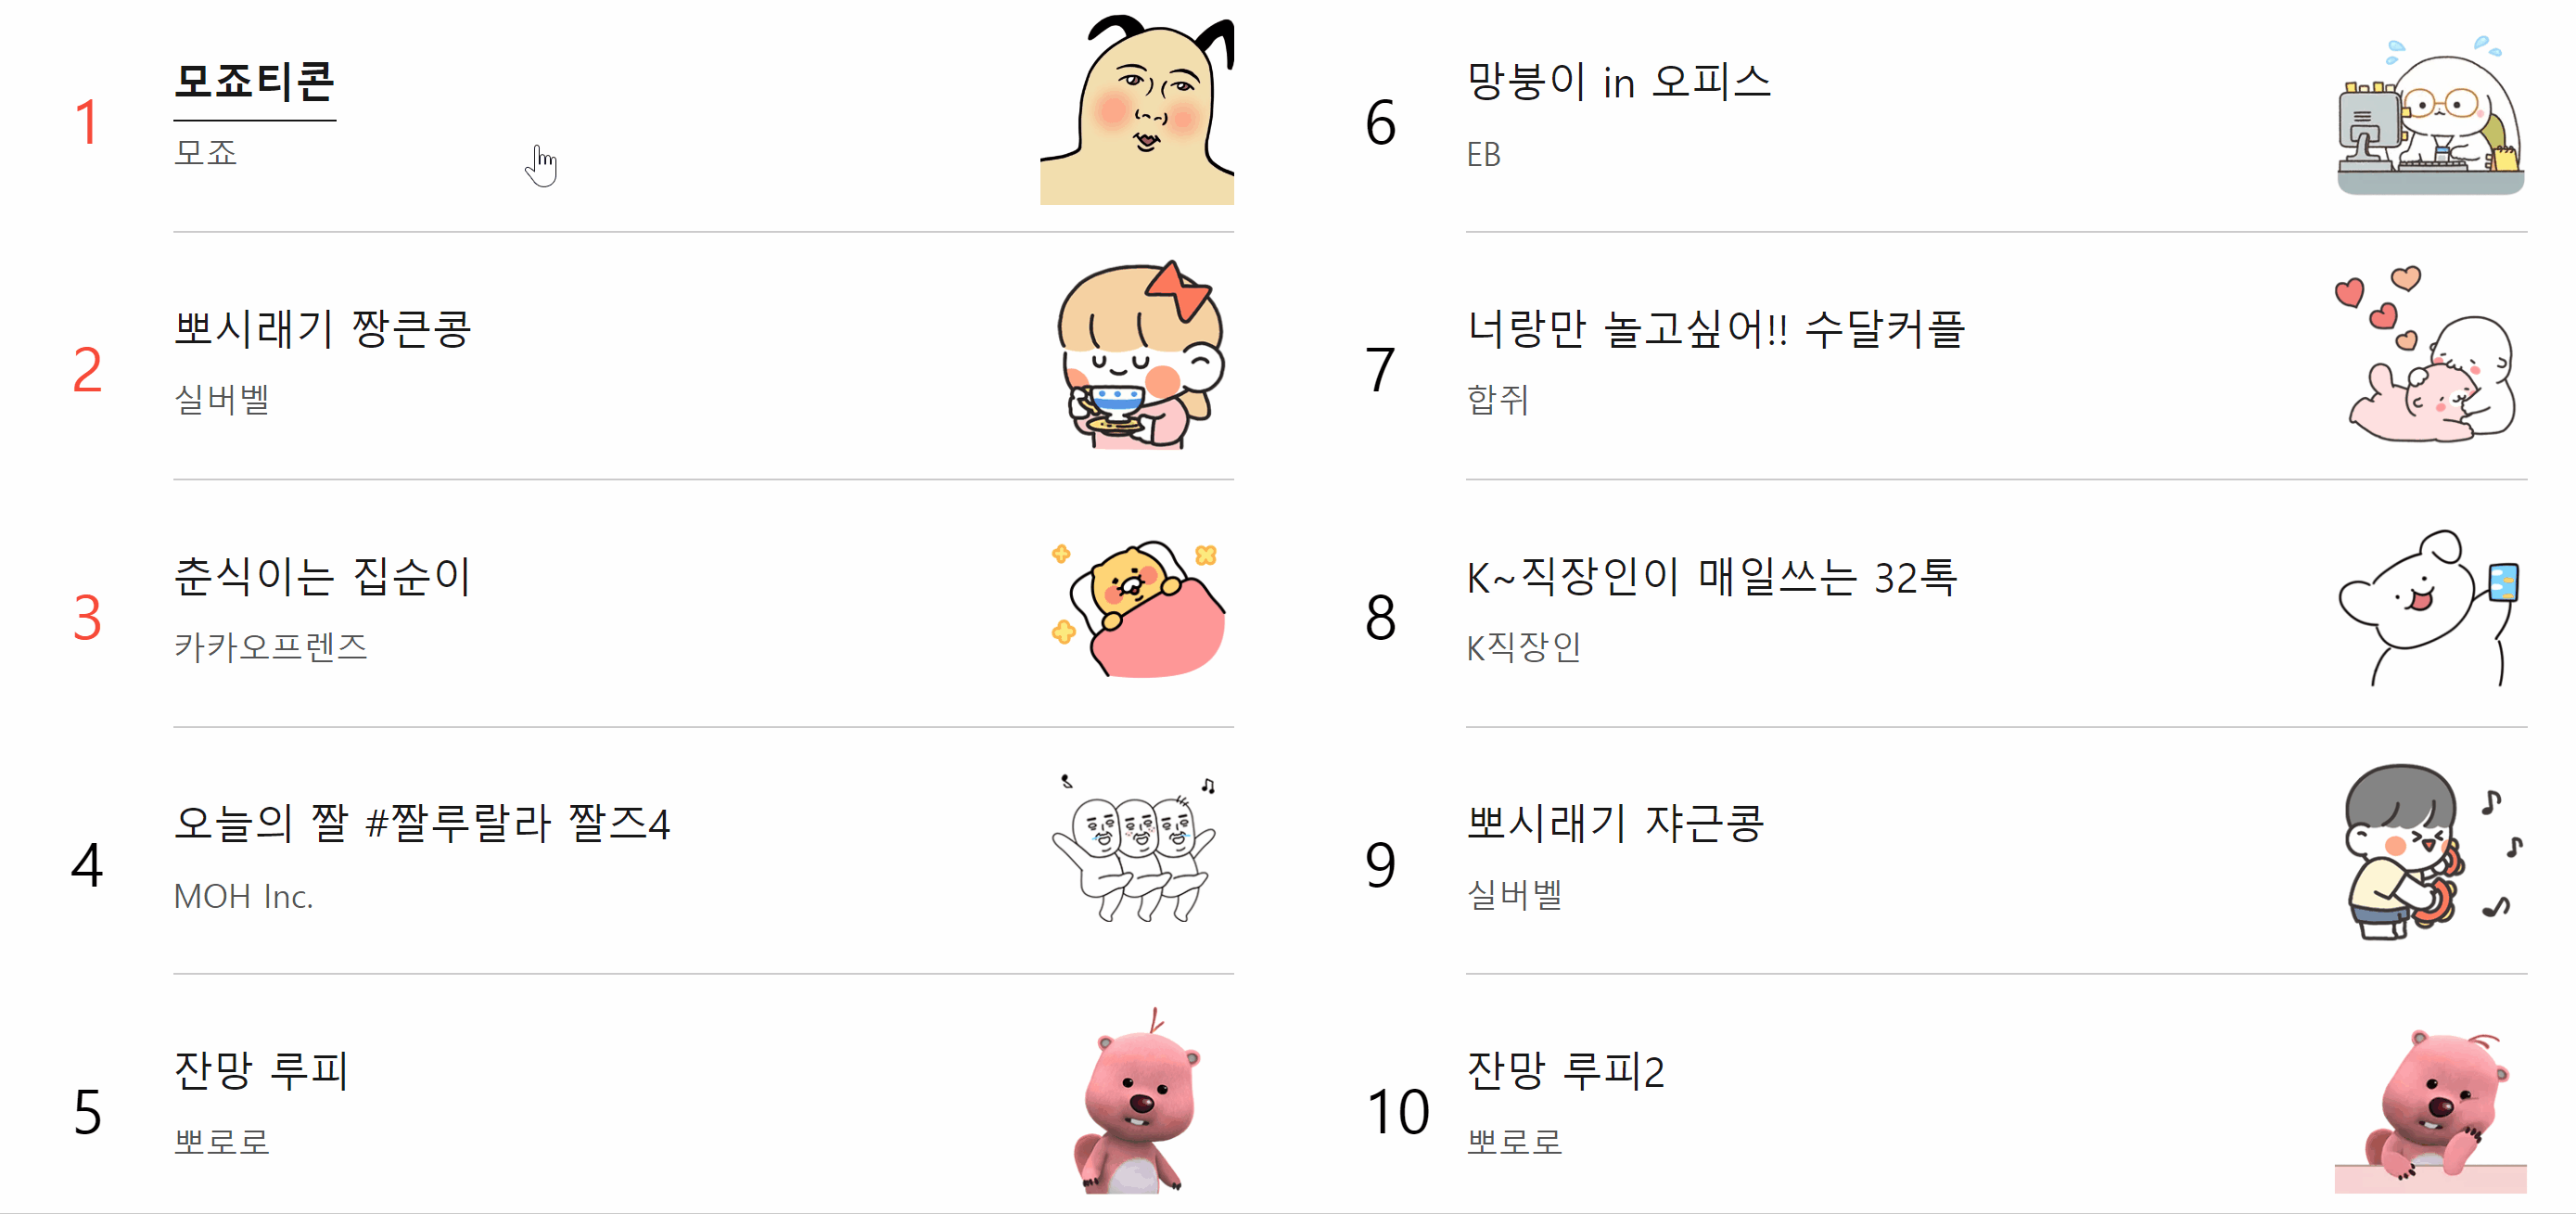 1
모죠티콘
모죠
2
뽀시래기 짱큰콩
실버벨
3
춘식이는 집순이
카카오프렌즈
4
오늘의 짤 #짤루랄라 짤즈4
MOH Inc.
5
잔망 루피
뽀로로
6
망붕이 in 오피스
EB
7
너랑만 놀고싶어!! 수달커플
합쥐
8
K~직장인이 매일쓰는 32톡
K직장인
9
뽀시래기 쟈근콩
실버벨
10
잔망 루피2
뽀로로